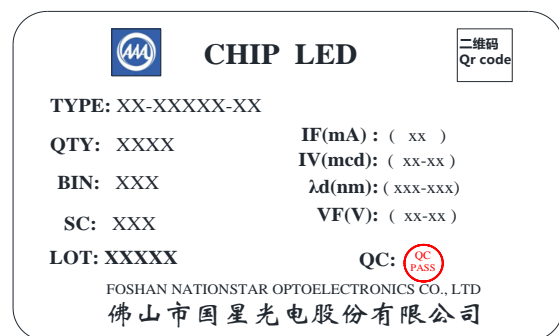 AAA CHIP LED 二维码
Qr code
TYPE: XX-XXXXX-XX
QTY: XXXX IF(mA) : ( xx )
IV(mcd): ( xx-xx )
BIN: XXX λd(nm): ( xxx-xxx)
SC: XXX VF(V): ( xx-xx )
LOT: XXXXX QC: QC
PASS
FOSHAN NATIONSTAR OPTOELECTRONICS CO., LTD
佛山市国星光电股份有限公司